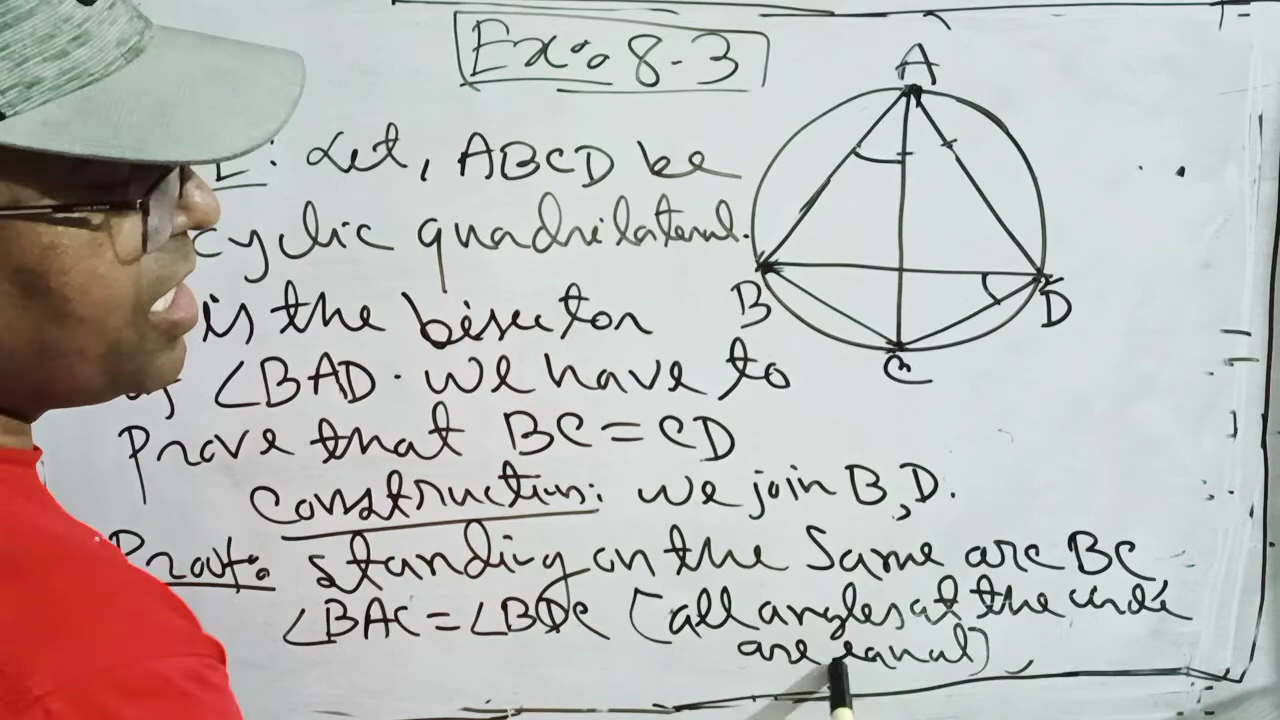 Ex: 8.3
A
: Let, ABCD be
cyclic quadrilateral.
is the bisector
∠BAD. we have to
B
D
C
Prove that BC = CD
Construction: we join B, D.
Proof: Standing on the Same arc BC,
∠BAC = ∠BDC (all angles at the circle
are equal),